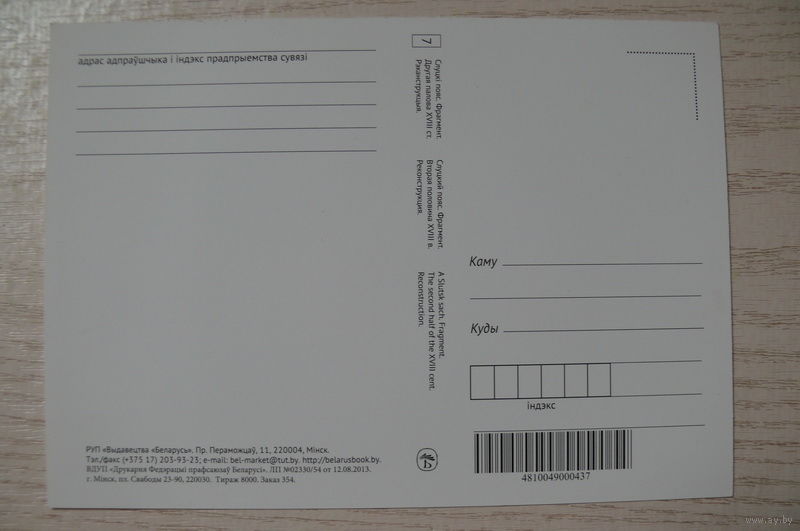 адрас адпраўшчыка і індэкс прадпрыемства сувязі
7
Слуцкі пояс. Фрагмент.
Другая палова XVIII ст.
Рэканструкцыя.
Слуцкий пояс. Фрагмент.
Вторая половина XVIII в.
Реконструкция.
A Slutsk sach. Fragment.
The second half of the XVIII cent.
Reconstruction.
Каму
Куды
індэкс
РУП «Выдавецтва «Беларусь». Пр. Пераможцаў, 11, 220004, Мінск.
Тэл./факс (+375 17) 203-93-23; e-mail: bel-market@tut.by. http://belarusbook.by.
ВДУП «Друкарня Федэрацыі прафсаюзаў Беларусі». ЛП №02330/54 от 12.08.2013.
г. Мінск, пл. Свабоды 23-90, 220030. Тираж 8000. Заказ 354.
4810049000437
www.ay.by